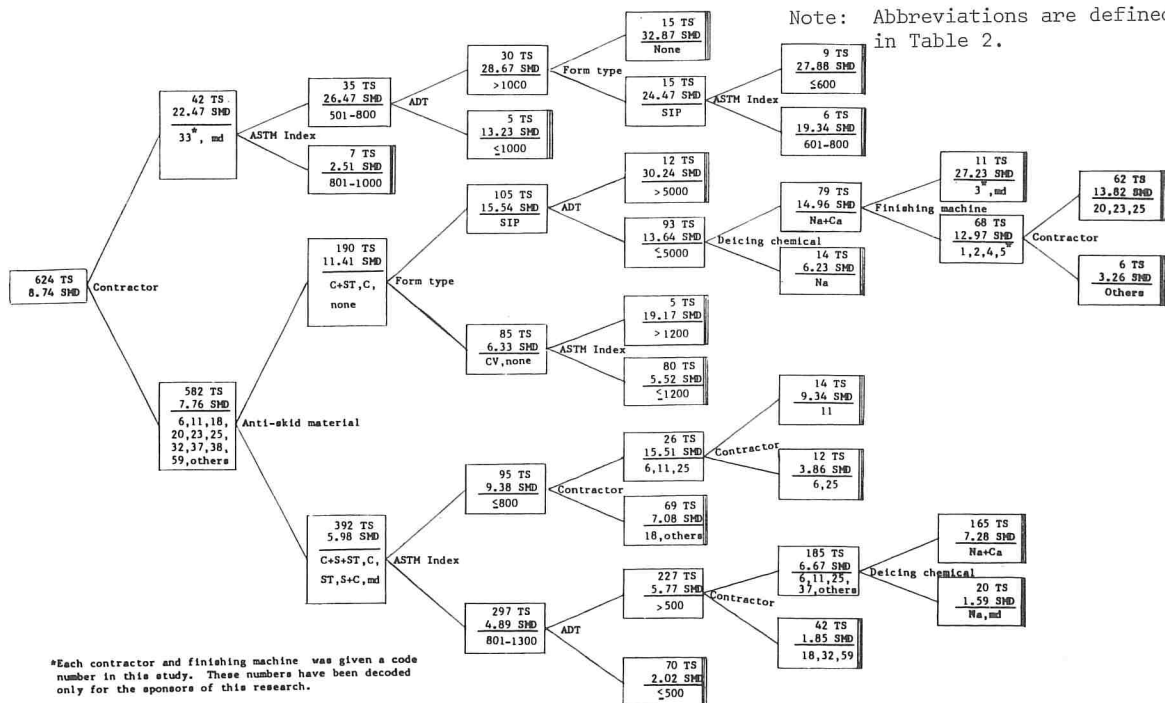 Note: Abbreviations are defined
in Table 2.
15 TS
32.87 SMD
None
30 TS
28.67 SMD
>10C0
Form type
15 TS
24.47 SMD
SIP
ASTM Index
9 TS
27.88 SMD
≤600
6 TS
19.34 SMD
601-800
35 TS
26.47 SMD
501-800
ADT
5 TS
13.23 SMD
≤1000
42 TS
22.47 SMD
33*, md
ASTM Index
7 TS
2.51 SMD
801-1000
12 TS
30.24 SMD
>5000
105 TS
15.54 SMD
SIP
ADT
93 TS
13.64 SMD
≤5000
Deicing chemical
79 TS
14.96 SMD
Na+Ca
Finishing machine
11 TS
27.23 SMD
3*,md
68 TS
12.97 SMD
1,2,4,5*
Contractor
62 TS
13.82 SMD
20,23,25
6 TS
3.26 SMD
Others
14 TS
6.23 SMD
Na
190 TS
11.41 SMD
C+ST,C,
none
Form type
85 TS
6.33 SMD
CV,none
ASTM Index
5 TS
19.17 SMD
>1200
80 TS
5.52 SMD
≤1200
624 TS
8.74 SMD
Contractor
582 TS
7.76 SMD
6,11,18,
20,23,25,
32,37,38,
59,others
Anti-skid material
392 TS
5.98 SMD
C+S+ST,C,
ST,S+C,md
ASTM Index
95 TS
9.38 SMD
≤800
Contractor
26 TS
15.51 SMD
6,11,25
Contractor
14 TS
9.34 SMD
11
12 TS
3.86 SMD
6,25
69 TS
7.08 SMD
18,others
297 TS
4.89 SMD
801-1300
ADT
227 TS
5.77 SMD
>500
Contractor
185 TS
6.67 SMD
6,11,25,
37,others
Deicing chemical
165 TS
7.28 SMD
Na+Ca
20 TS
1.59 SMD
Na,md
42 TS
1.85 SMD
18,32,59
70 TS
2.02 SMD
≤500
*Each contractor and finishing machine was given a code
number in this study. These numbers have been decoded
only for the sponsors of this research.